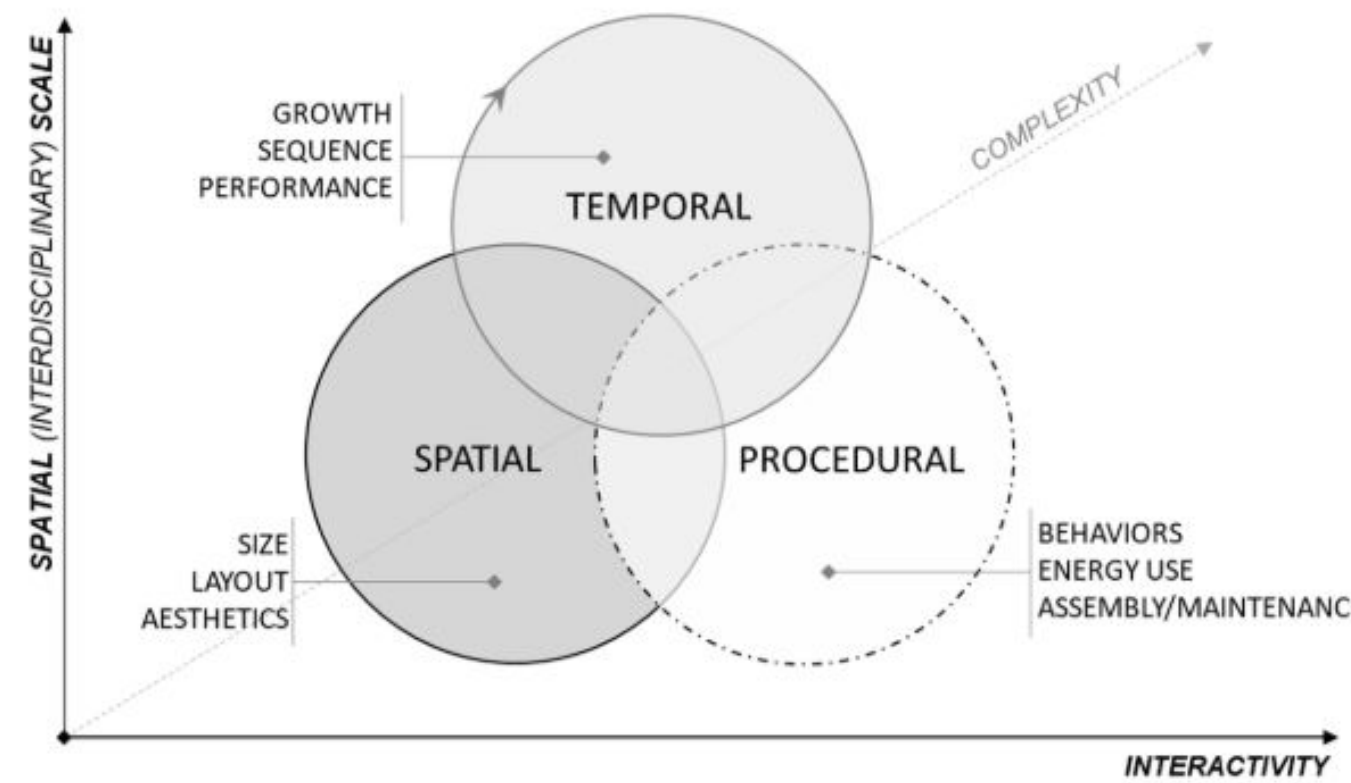 SPATIAL (INTERDISCIPLINARY) SCALE
GROWTH
SEQUENCE
PERFORMANCE
COMPLEXITY
TEMPORAL
SPATIAL
PROCEDURAL
SIZE
LAYOUT
AESTHETICS
BEHAVIORS
ENERGY USE
ASSEMBLY/MAINTENANC
INTERACTIVITY